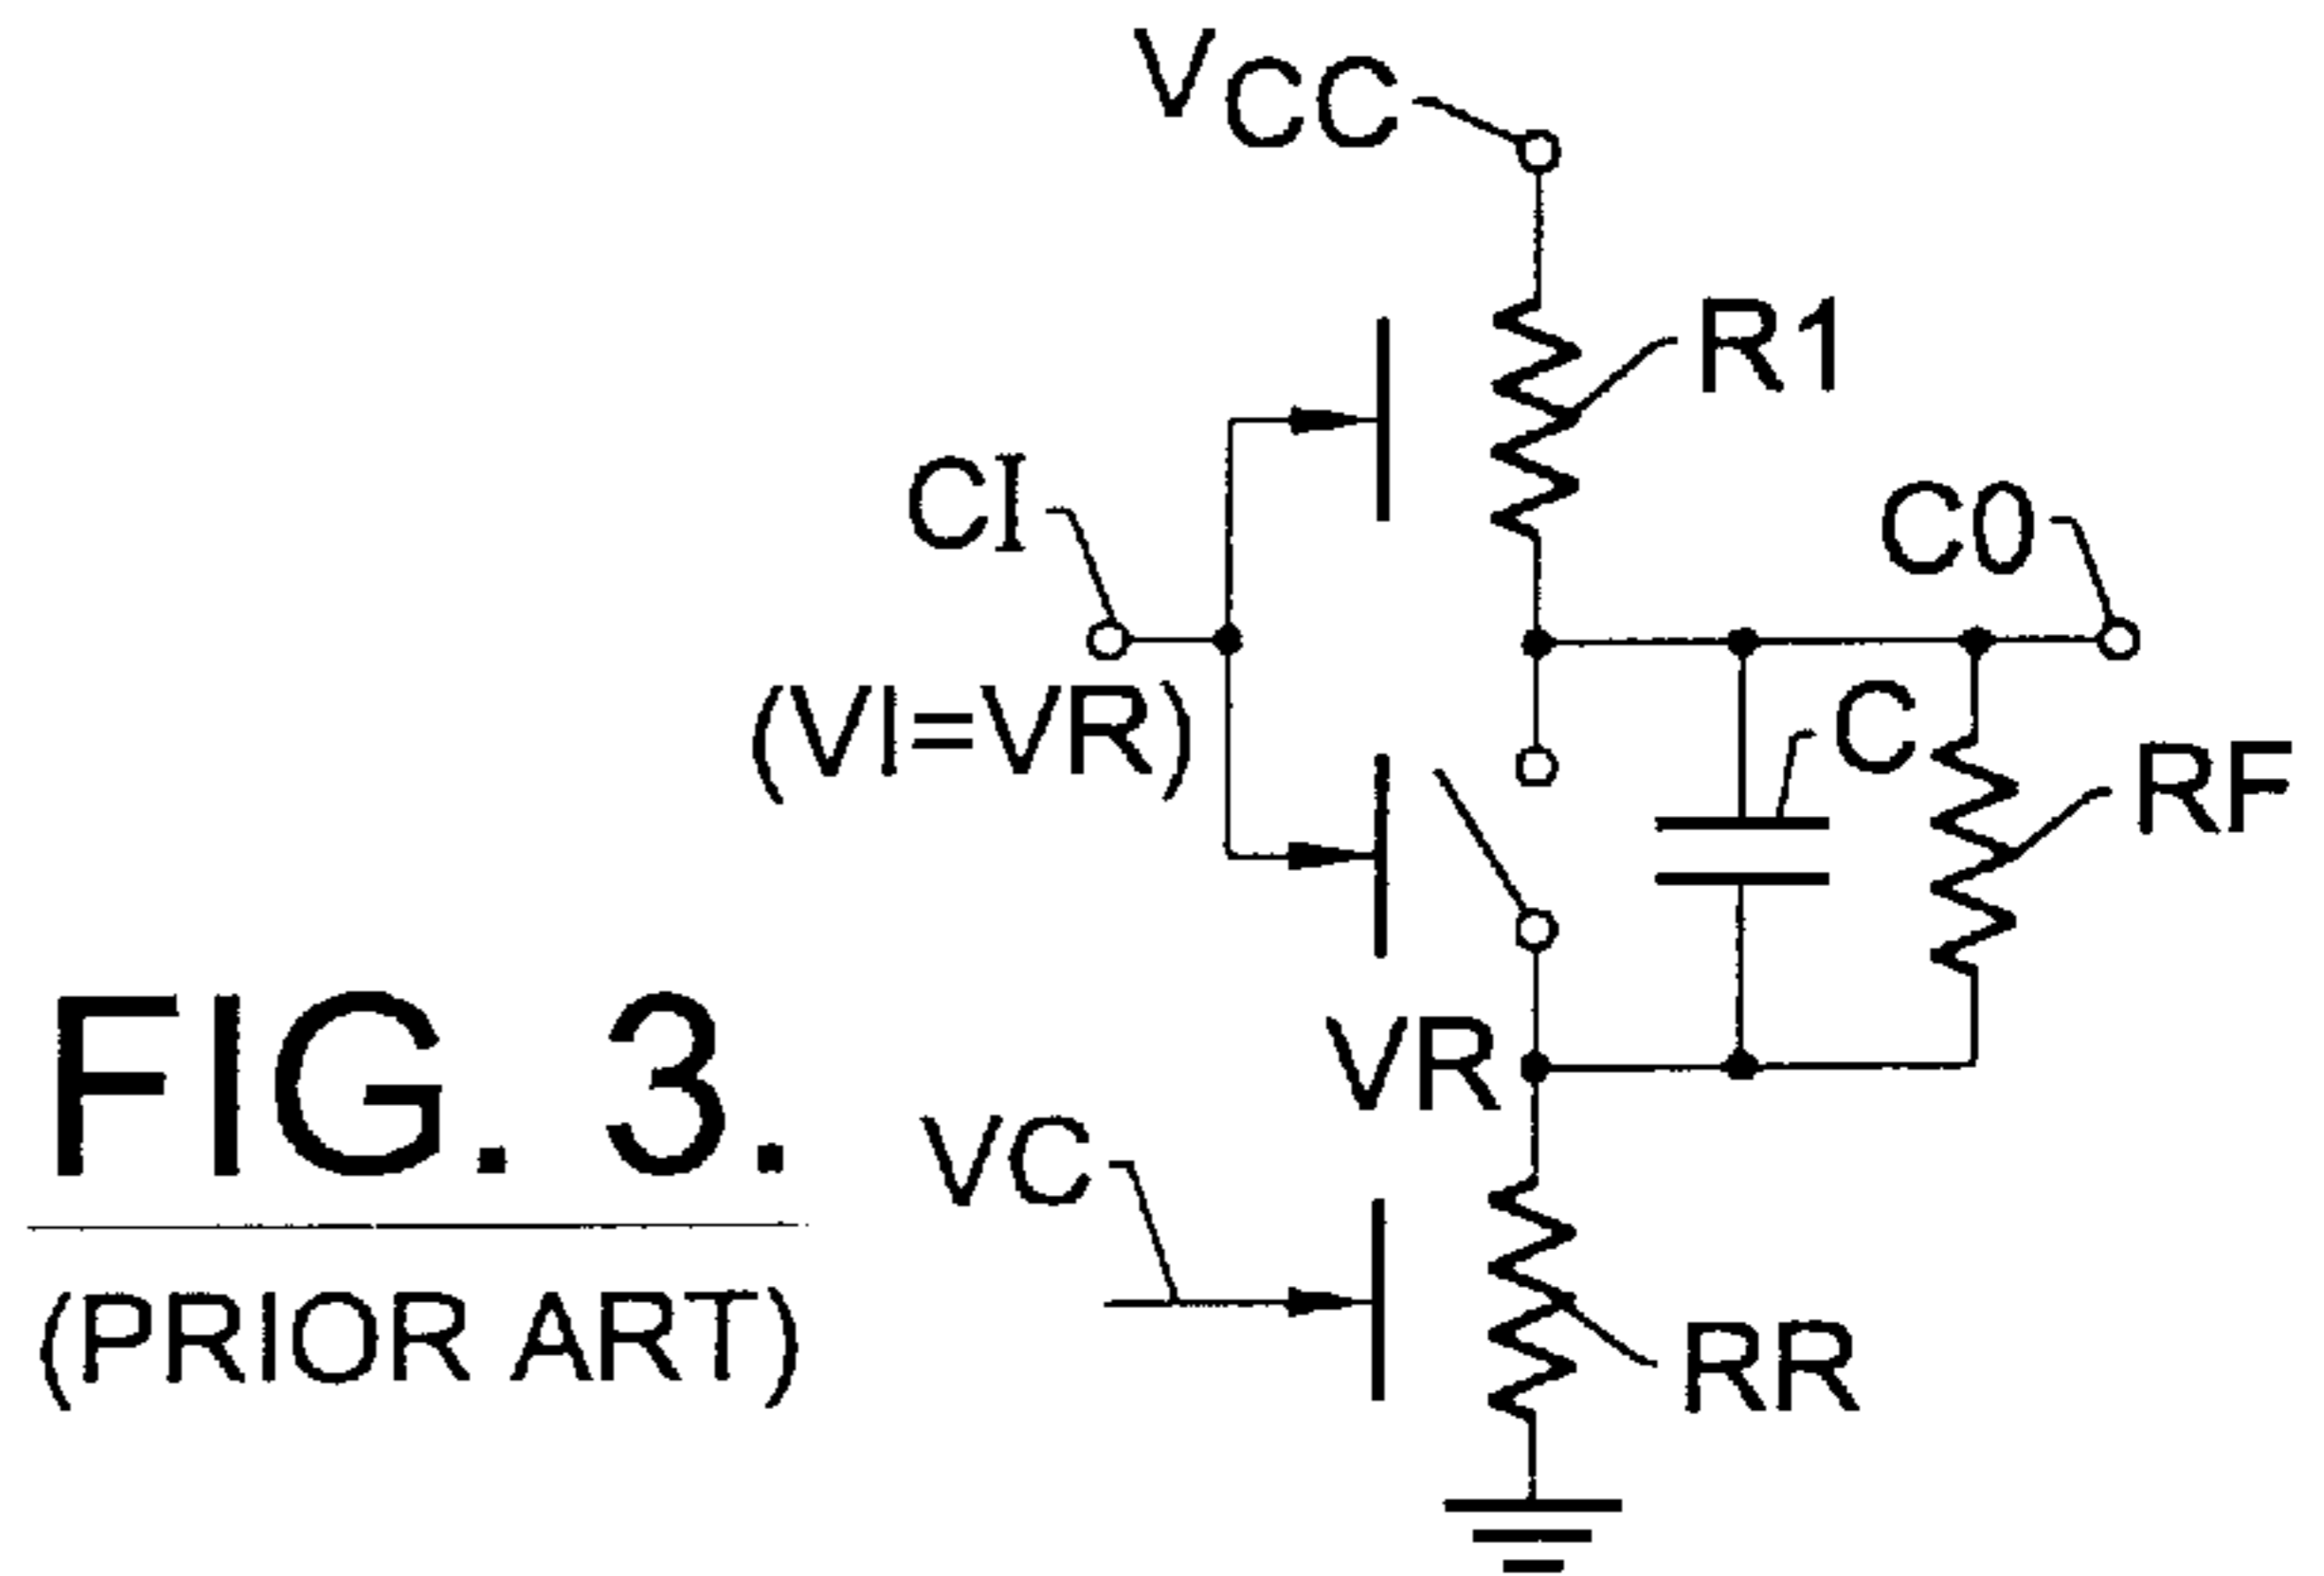 VCC
R1
CI
C0
(VI=VR)
C
RF
VR
FIG. 3.
VC
(PRIOR ART)
RR